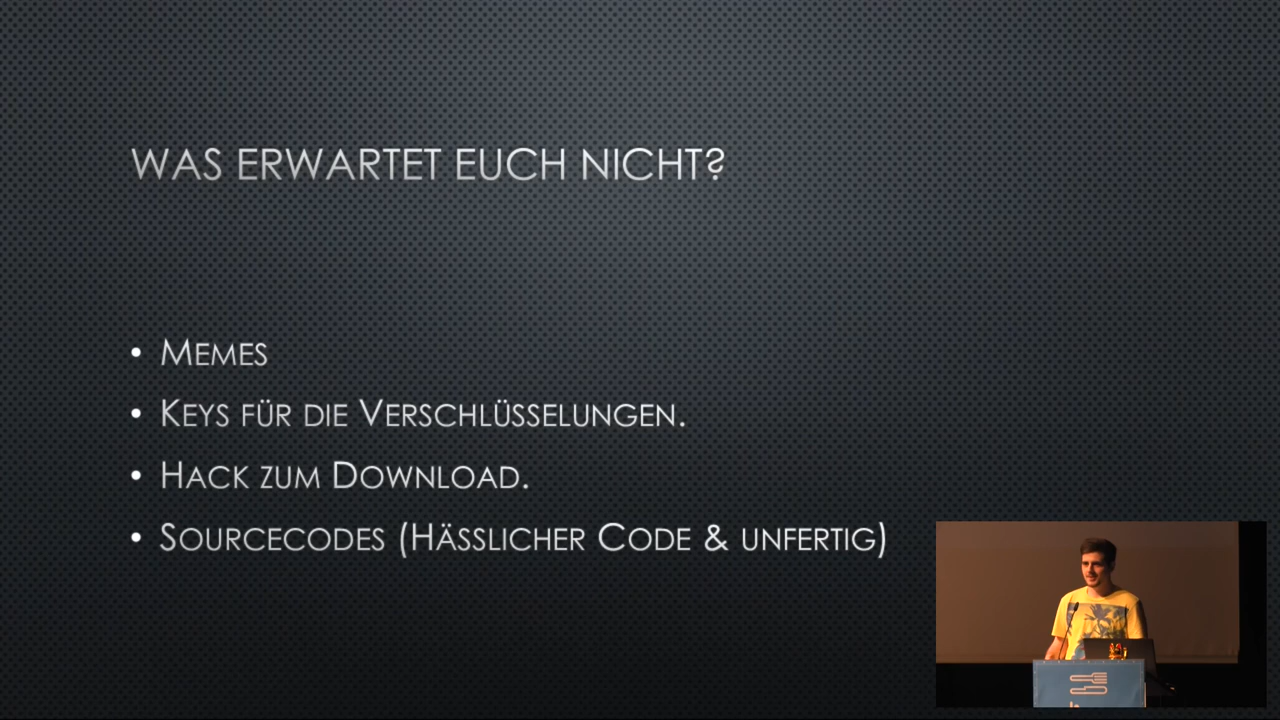 WAS ERWARTET EUCH NICHT?
• MEMES
• KEYS FÜR DIE VERSCHLÜSSELUNGEN.
• HACK ZUM DOWNLOAD.
• SOURCECODES (HÄSSLICHER CODE & UNFERTIG)